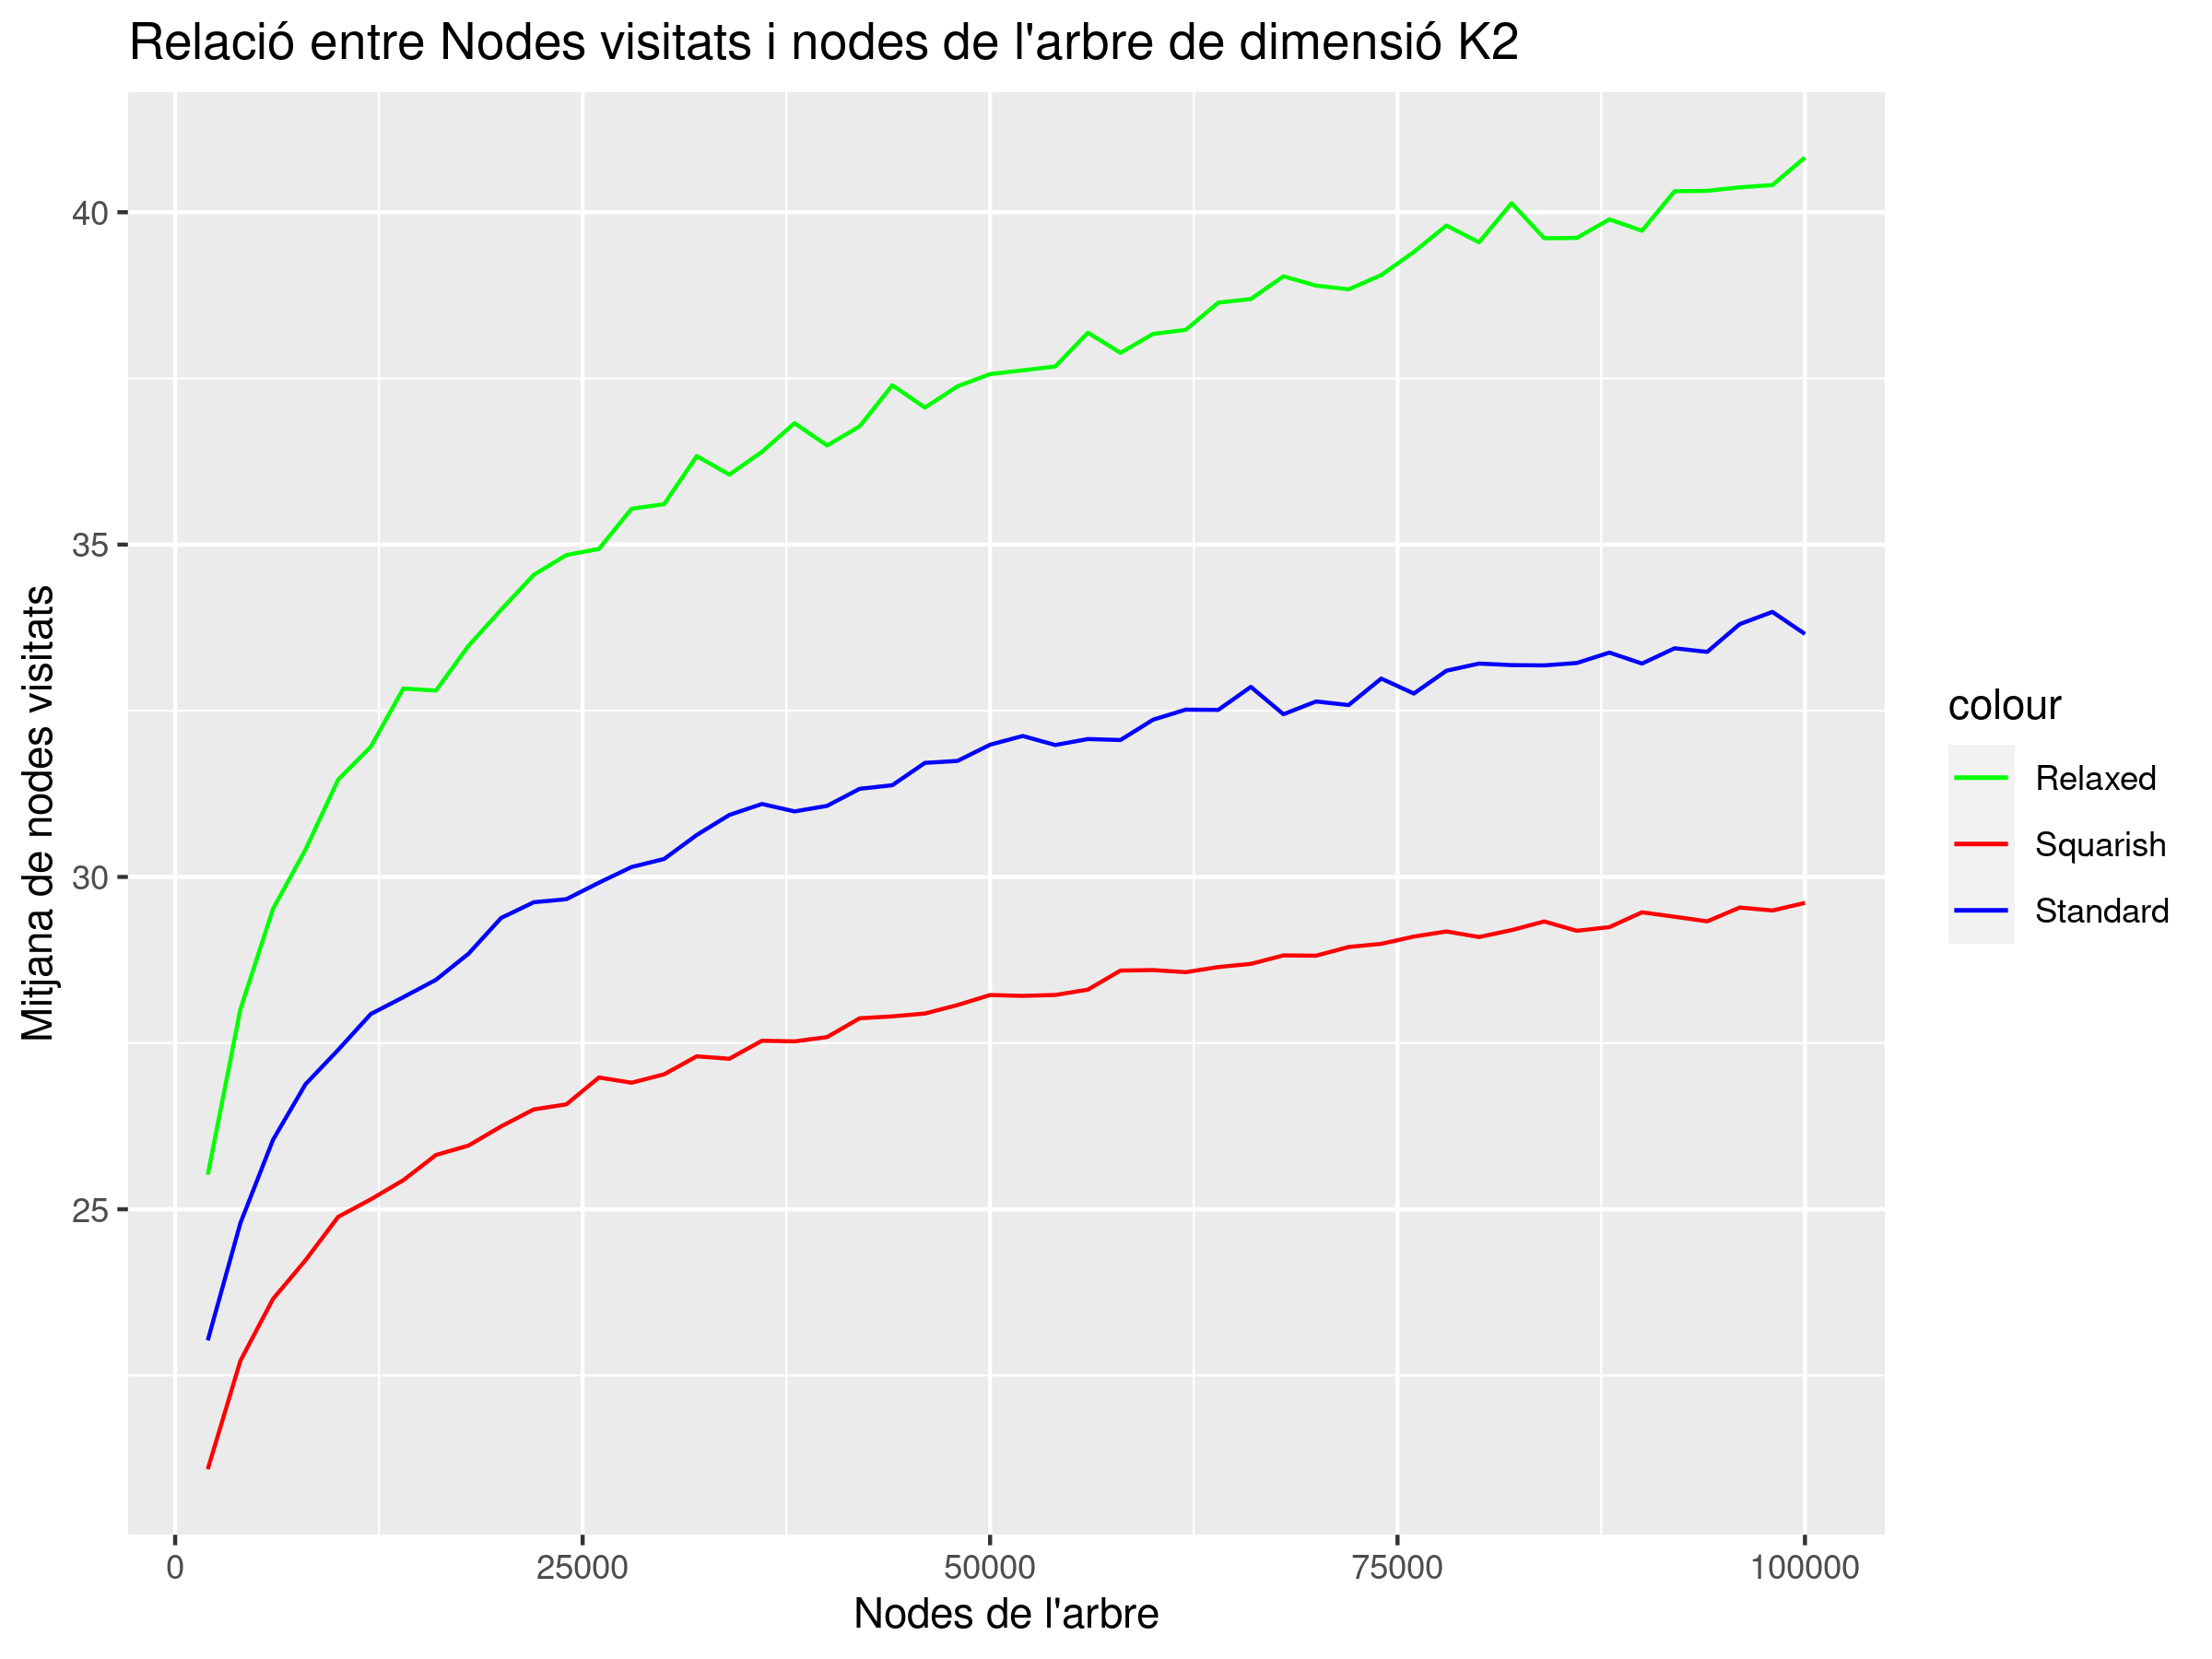 Relació entre Nodes visitats i nodes de l'arbre de dimensió K2
Mitjana de nodes visitats
40
35
30
25
0
25000
50000
75000
100000
Nodes de l'arbre
colour
Relaxed
Squarish
Standard